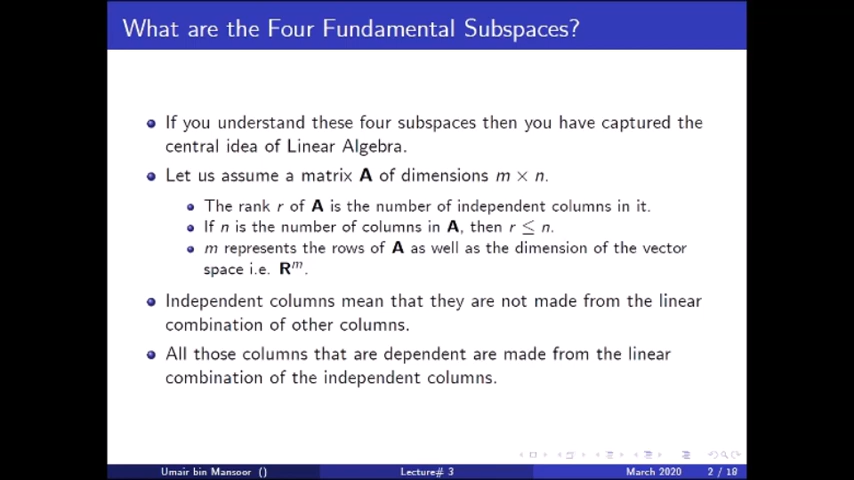 What are the Four Fundamental Subspaces?
If you understand these four subspaces then you have captured the
central idea of Linear Algebra.
Let us assume a matrix A of dimensions m × n.
The rank r of A is the number of independent columns in it.
If n is the number of columns in A, then r ≤ n.
m represents the rows of A as well as the dimension of the vector
space i.e. R^m.
Independent columns mean that they are not made from the linear
combination of other columns.
All those columns that are dependent are made from the linear
combination of the independent columns.
Umair bin Mansoor () Lecture# 3 March 2020 2 / 18